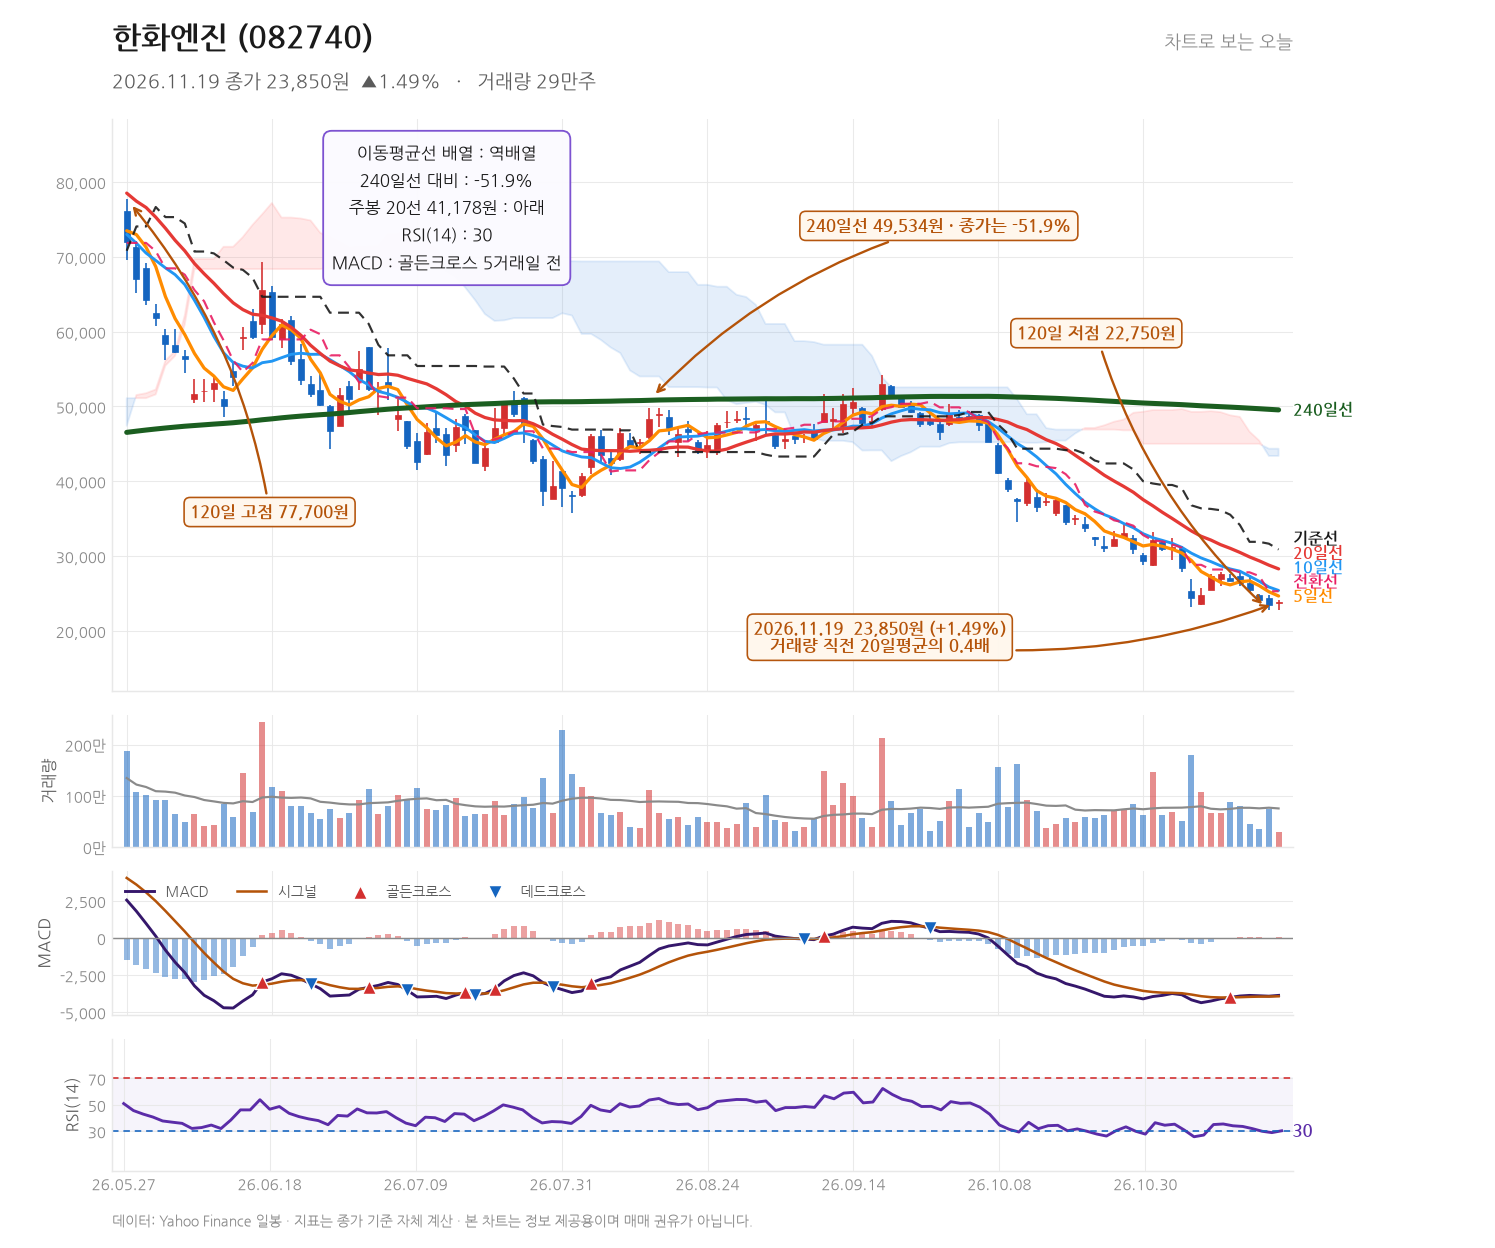 한화엔진 (082740)
차트로 보는 오늘
2026.11.19 종가 23,850원 ▲1.49% · 거래량 29만주
이동평균선 배열 : 역배열
240일선 대비 : -51.9%
주봉 20선 41,178원 : 아래
RSI(14) : 30
MACD : 골든크로스 5거래일 전
240일선 49,534원 · 종가는 -51.9%
120일 저점 22,750원
120일 고점 77,700원
2026.11.19 23,850원 (+1.49%)
거래량 직전 20일평균의 0.4배
80,000
70,000
60,000
50,000
40,000
30,000
20,000
240일선
기준선
20일선
10일선
전환선
5일선
거래량
200만
100만
0만
MACD
MACD
시그널
골든크로스
데드크로스
2,500
0
-2,500
-5,000
RSI(14)
70
50
30
30
26.05.27
26.06.18
26.07.09
26.07.31
26.08.24
26.09.14
26.10.08
26.10.30
데이터: Yahoo Finance 일봉 · 지표는 종가 기준 자체 계산 · 본 차트는 정보 제공용이며 매매 권유가 아닙니다.